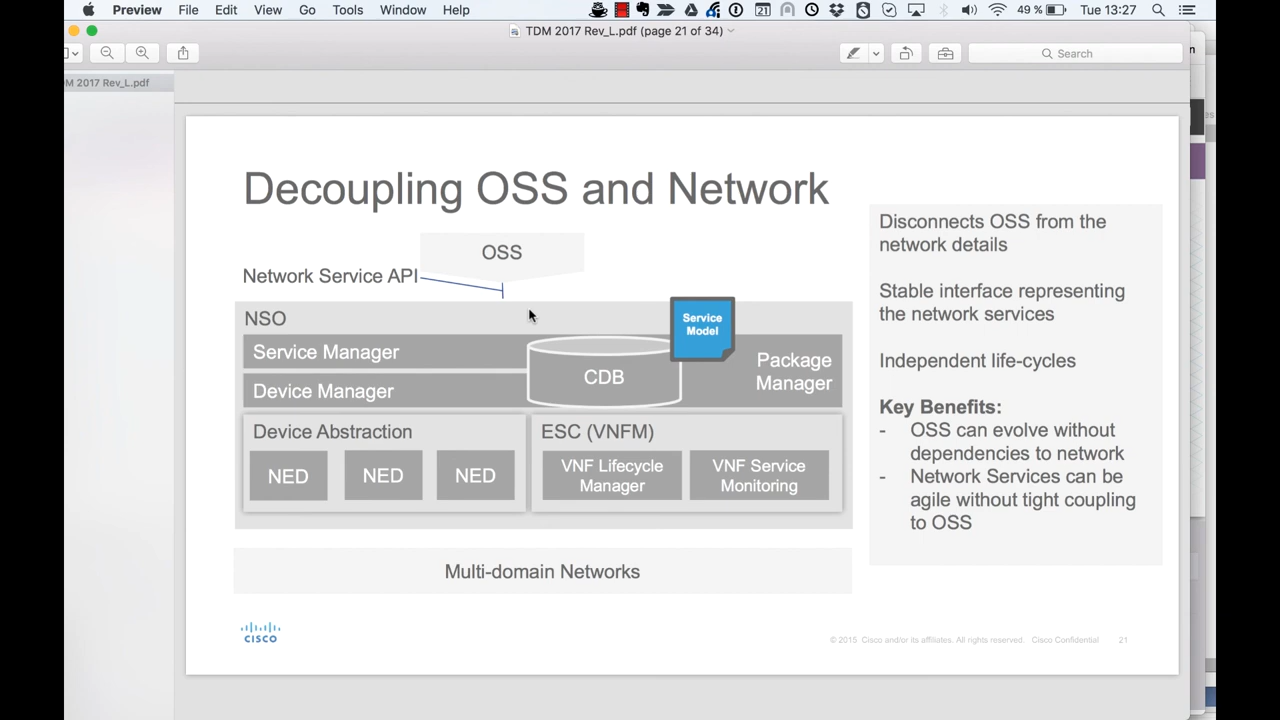 Preview File Edit View Go Tools Window Help
21
49 %
Tue 13:27
TDM 2017 Rev_L.pdf (page 21 of 34)
Search
M 2017 Rev_L.pdf
Decoupling OSS and Network
OSS
Network Service API
NSO
Service Manager
Device Manager
CDB
Service
Model
Package
Manager
Device Abstraction
NED NED NED
ESC (VNFM)
VNF Lifecycle
Manager
VNF Service
Monitoring
Multi-domain Networks
Disconnects OSS from the
network details
Stable interface representing
the network services
Independent life-cycles
Key Benefits:
- OSS can evolve without
dependencies to network
- Network Services can be
agile without tight coupling
to OSS
CISCO
© 2015 Cisco and/or its affiliates. All rights reserved. Cisco Confidential 21